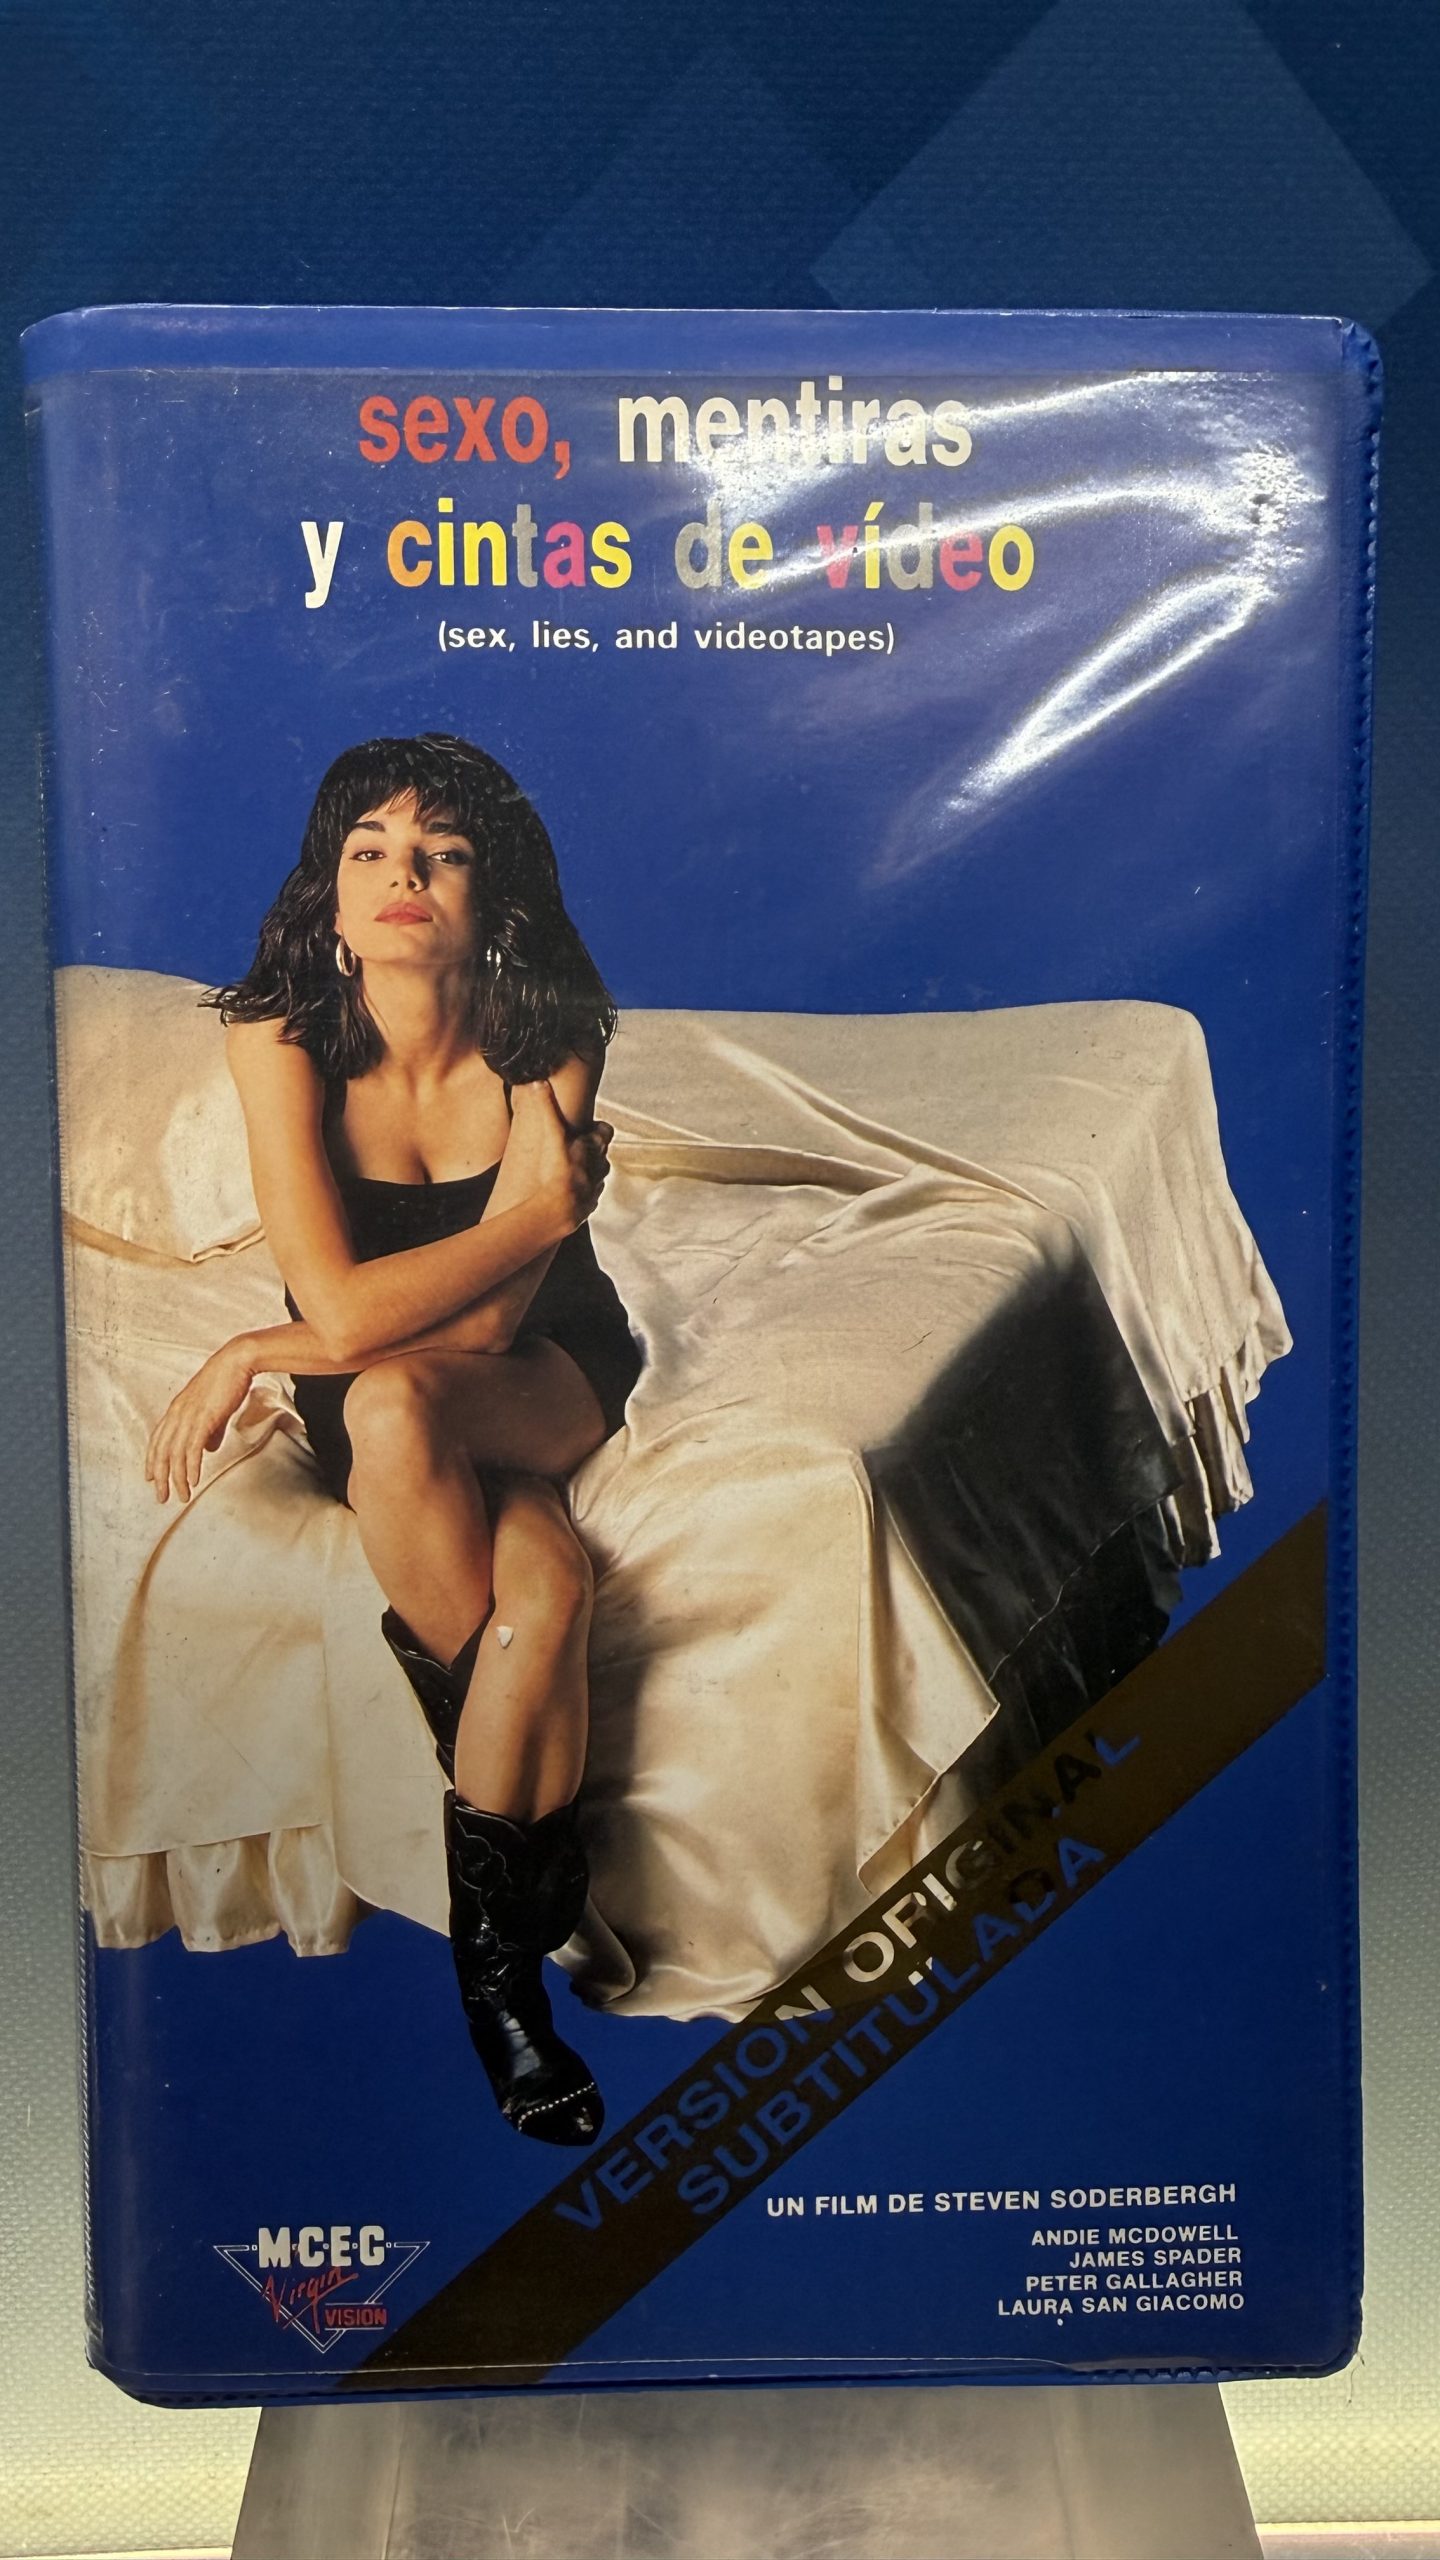 sexo, mentiras
y cintas de vídeo
(sex, lies, and videotapes)
VERSION ORIGINAL
SUBTITULADA
UN FILM DE STEVEN SODERBERGH
ANDIE MCDOWELL
JAMES SPADER
PETER GALLAGHER
LAURA SAN GIACOMO
M.C.E.G.
Virgin
VISION